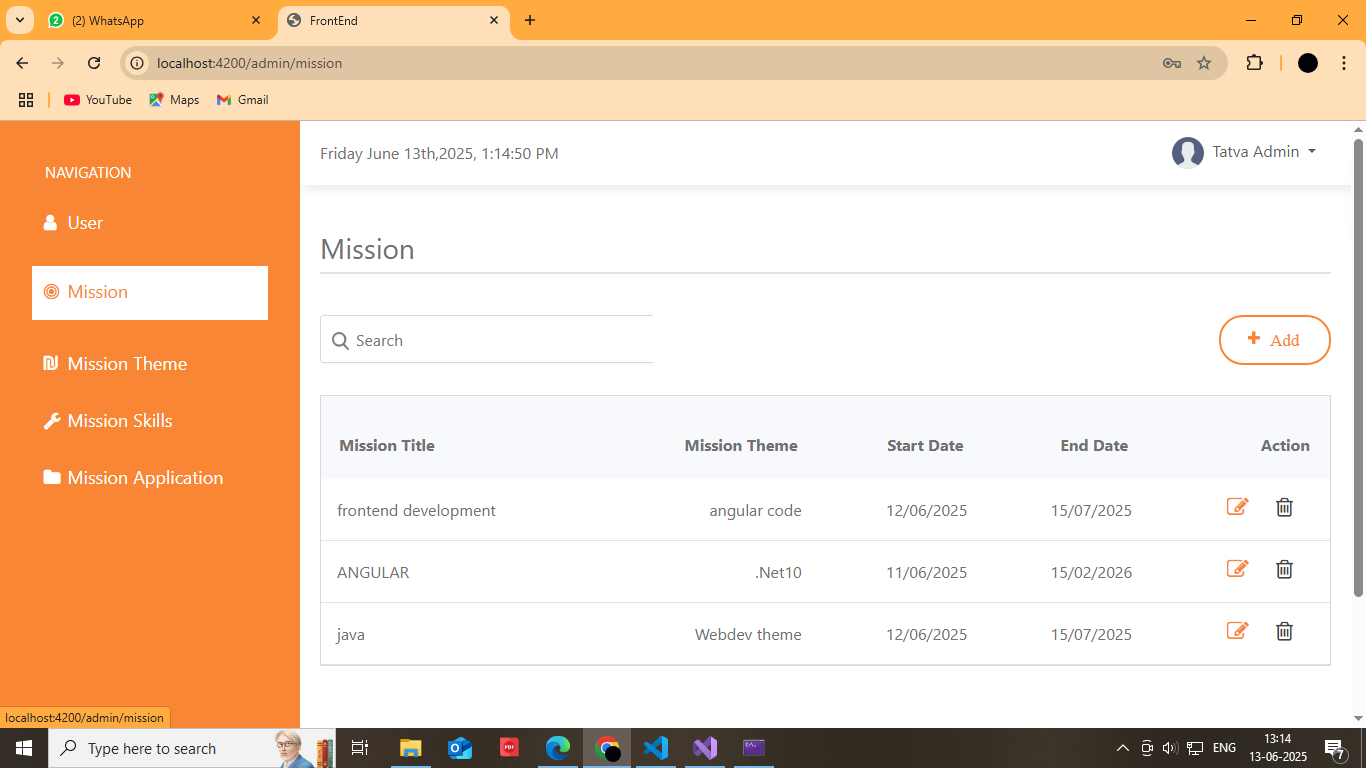 (2) WhatsApp
FrontEnd
localhost:4200/admin/mission
YouTube
Maps
Gmail
NAVIGATION
User
Mission
Mission Theme
Mission Skills
Mission Application
Friday June 13th,2025, 1:14:50 PM
Tatva Admin
Mission
Search
Add
Mission Title Mission Theme Start Date End Date Action
frontend development angular code 12/06/2025 15/07/2025
ANGULAR .Net10 11/06/2025 15/02/2026
java Webdev theme 12/06/2025 15/07/2025
localhost:4200/admin/mission
Type here to search
PDF
ENG
13:14
13-06-2025
7